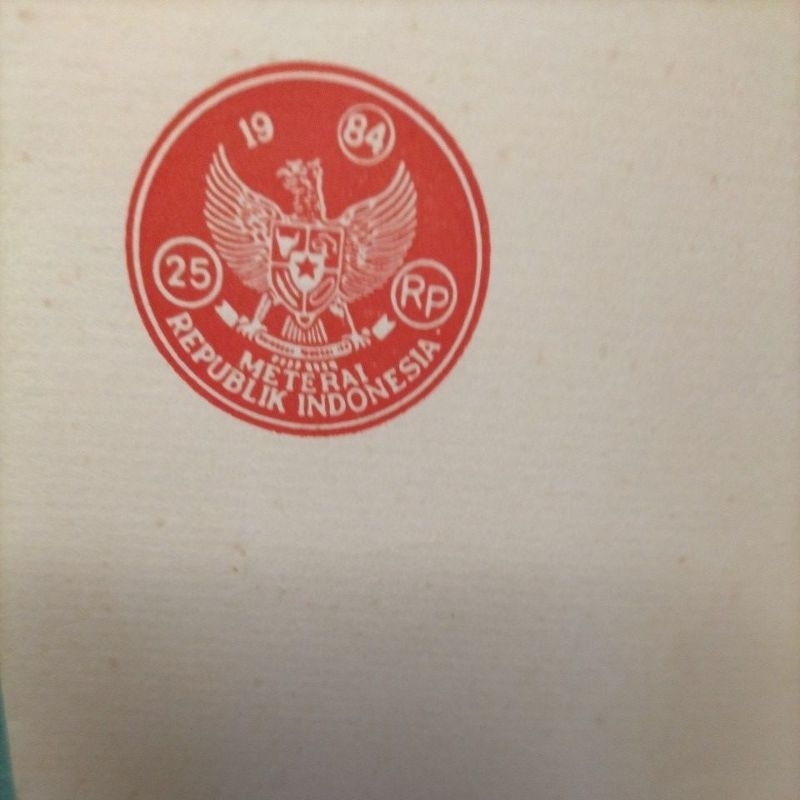 19 84
25 RP
METERAI
REPUBLIK INDONESIA